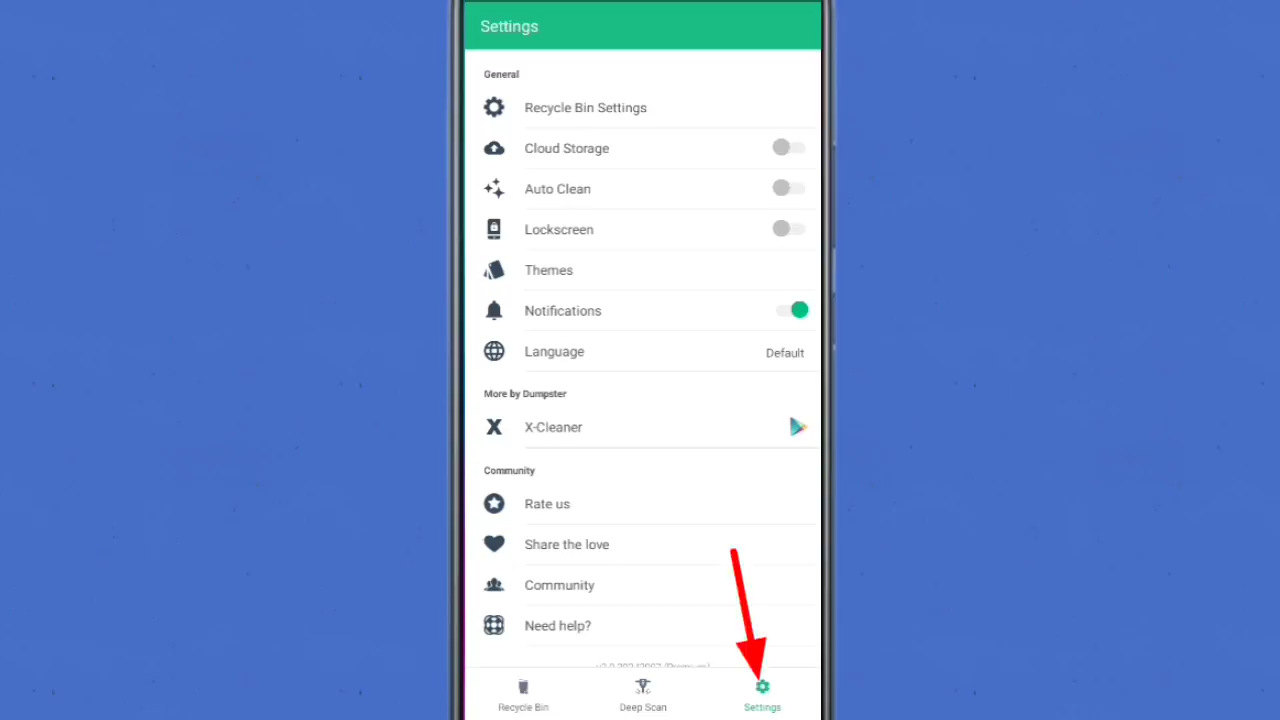 Settings
General
Recycle Bin Settings
Cloud Storage
Auto Clean
Lockscreen
Themes
Notifications
Language Default
More by Dumpster
X-Cleaner
Community
Rate us
Share the love
Community
Need help?
Recycle Bin Deep Scan Settings